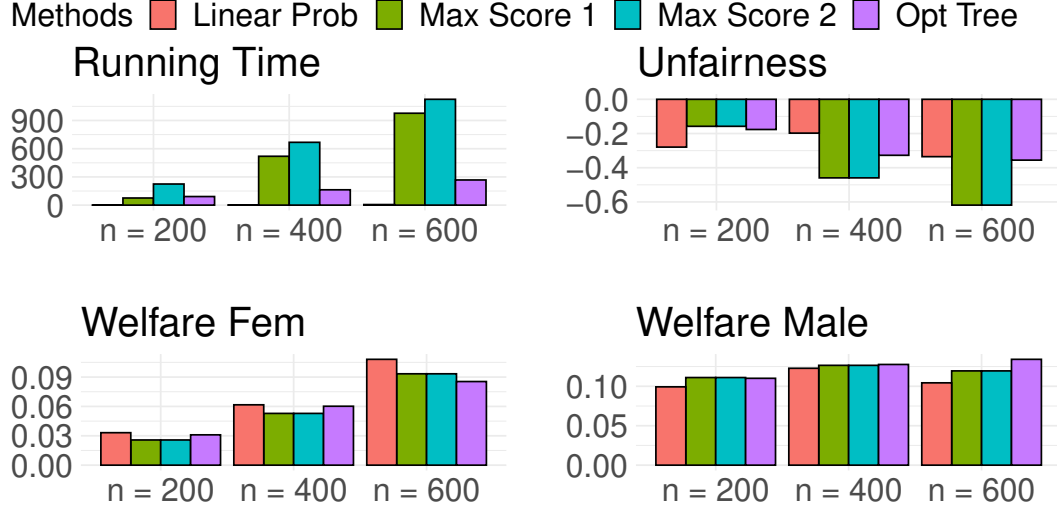 Methods Linear Prob Max Score 1 Max Score 2 Opt Tree
Running Time
900
600
300
0
n = 200 n = 400 n = 600
Unfairness
0.0
−0.2
−0.4
−0.6
n = 200 n = 400 n = 600
Welfare Fem
0.09
0.06
0.03
0.00
n = 200 n = 400 n = 600
Welfare Male
0.10
0.05
0.00
n = 200 n = 400 n = 600